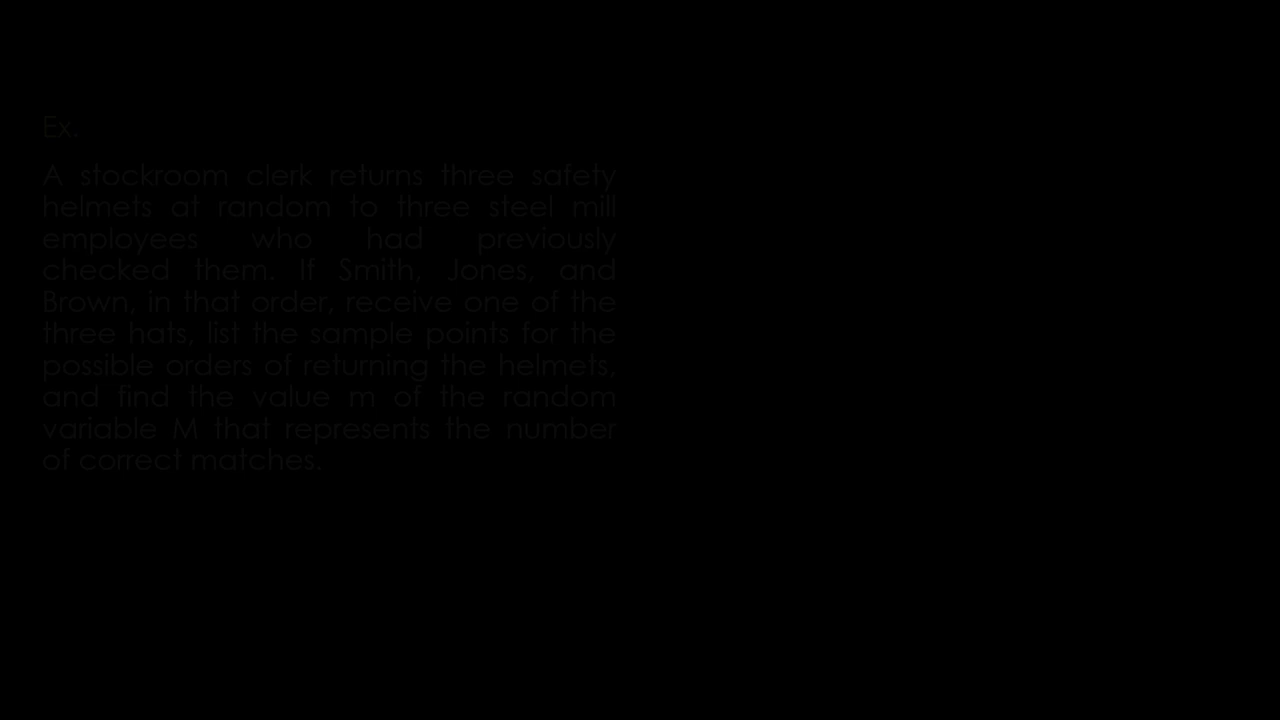 Ex.
A stockroom clerk returns three safety
helmets at random to three steel mill
employees who had previously
checked them. If Smith, Jones, and
Brown, in that order, receive one of the
three hats, list the sample points for the
possible orders of returning the helmets,
and find the value m of the random
variable M that represents the number
of correct matches.